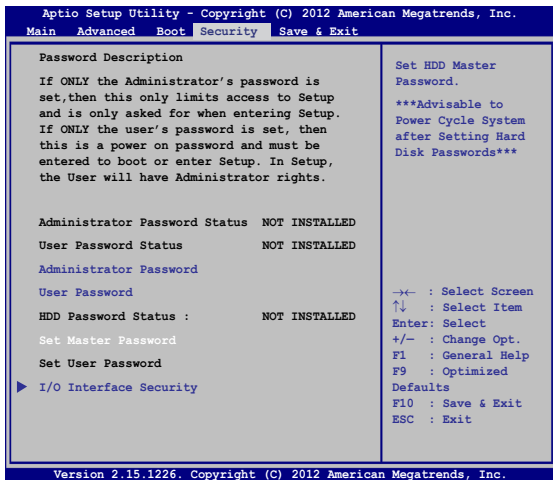 Aptio Setup Utility - Copyright (C) 2012 American Megatrends, Inc.
Main Advanced Boot Security Save & Exit
Password Description
If ONLY the Administrator's password is
set,then this only limits access to Setup
and is only asked for when entering Setup.
If ONLY the user's password is set, then
this is a power on password and must be
entered to boot or enter Setup. In Setup,
the User will have Administrator rights.
Administrator Password Status NOT INSTALLED
User Password Status NOT INSTALLED
Administrator Password
User Password
HDD Password Status : NOT INSTALLED
Set Master Password
Set User Password
I/O Interface Security
Set HDD Master
Password.
***Advisable to
Power Cycle System
after Setting Hard
Disk Passwords***
→← : Select Screen
↑↓ : Select Item
Enter: Select
+/— : Change Opt.
F1 : General Help
F9 : Optimized
Defaults
F10 : Save & Exit
ESC : Exit
Version 2.15.1226. Copyright (C) 2012 American Megatrends, Inc.